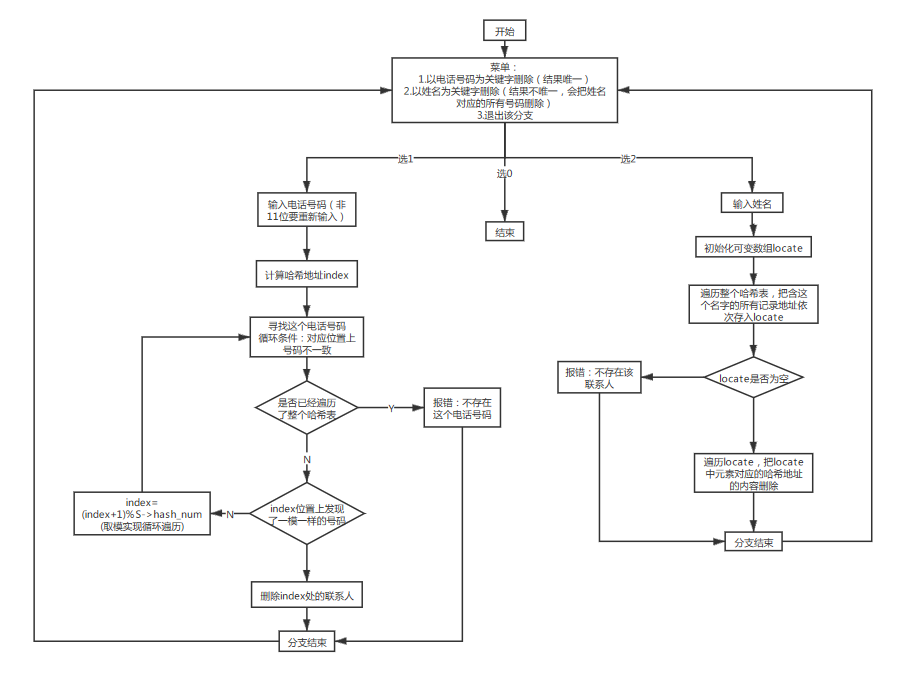 开始
菜单：
1.以电话号码为关键字删除（结果唯一）
2.以姓名为关键字删除（结果不唯一，会把姓名
对应的所有号码删除）
3.退出该分支
选1
选0
选2
输入电话号码（非
11位要重新输入）
结束
输入姓名
计算哈希地址index
初始化可变数组locate
寻找这个电话号码
循环条件：对应位置上
号码不一致
遍历整个哈希表，把含这
个名字的所有记录地址依
次存入locate
是否已经遍历
了整个哈希表
Y
报错：不存在
这个电话号码
报错：不存在该
联系人
locate是否为空
N
index位置上发现
了一模一样的号码
N
index=
(index+1)%S->hash_num
(取模实现循环遍历)
遍历locate，把locate
中元素对应的哈希地址
的内容删除
删除index处的联系人
分支结束
分支结束